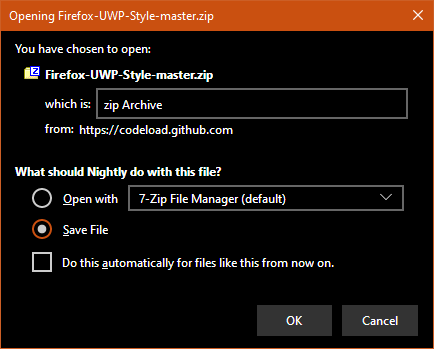 Opening Firefox-UWP-Style-master.zip
You have chosen to open:
Firefox-UWP-Style-master.zip
which is: zip Archive
from: https://codeload.github.com
What should Nightly do with this file?
Open with 7-Zip File Manager (default)
Save File
Do this automatically for files like this from now on.
OK Cancel